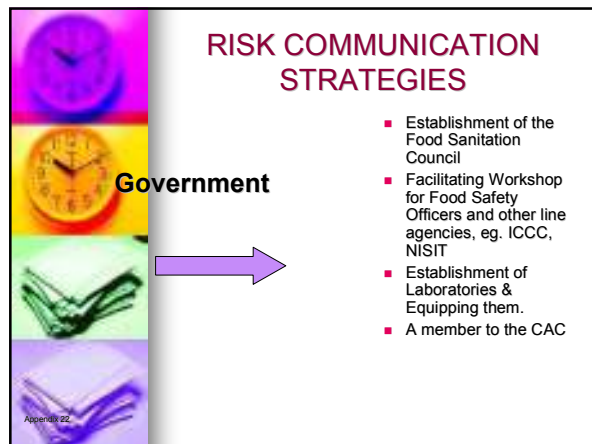 RISK COMMUNICATION
STRATEGIES
Government
Establishment of the
Food Sanitation
Council
Facilitating Workshop
for Food Safety
Officers and other line
agencies, eg. ICCC,
NISIT
Establishment of
Laboratories &
Equipping them.
A member to the CAC
Appendix 22